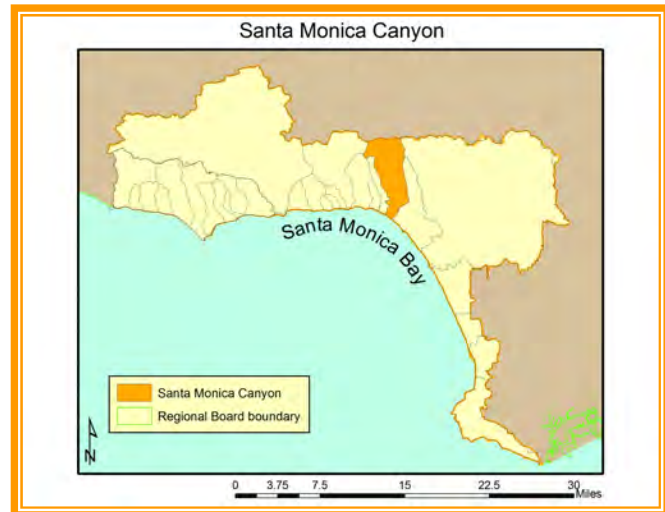 Santa Monica Canyon
Santa Monica Bay
Santa Monica Canyon
Regional Board boundary
N
0 3.75 7.5 15 22.5 30
Miles